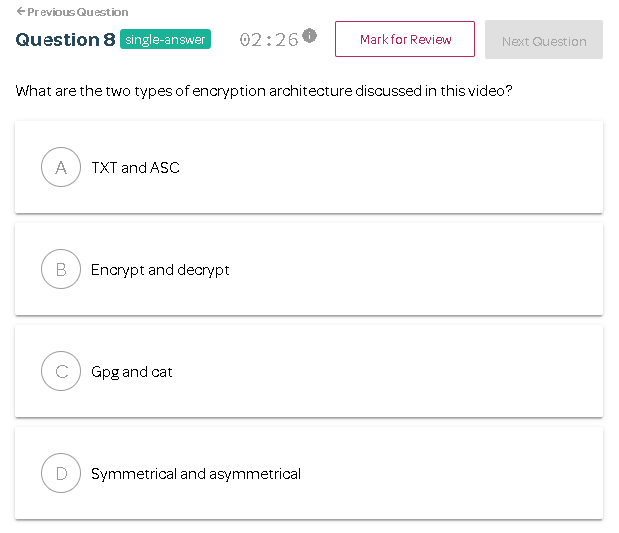 ←Previous Question
Question 8 single-answer 02:26 i Mark for Review Next Question
What are the two types of encryption architecture discussed in this video?
A TXT and ASC
B Encrypt and decrypt
C Gpg and cat
D Symmetrical and asymmetrical